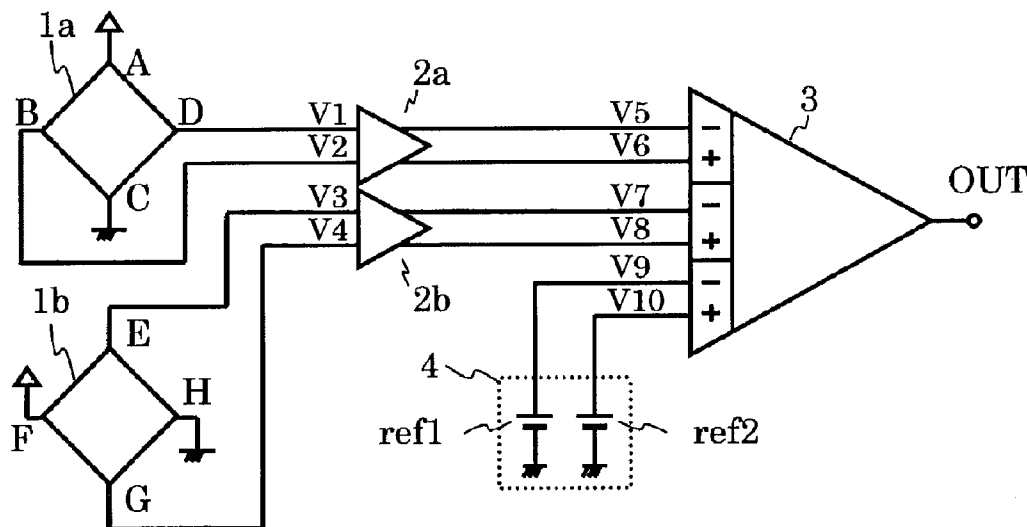 1a
A
B
D
C
2a
V1
V2
V3
V4
2b
V5
−
V6
+
V7
−
V8
+
V9
−
V10
+
3
OUT
1b
E
F
H
G
4
ref1
ref2